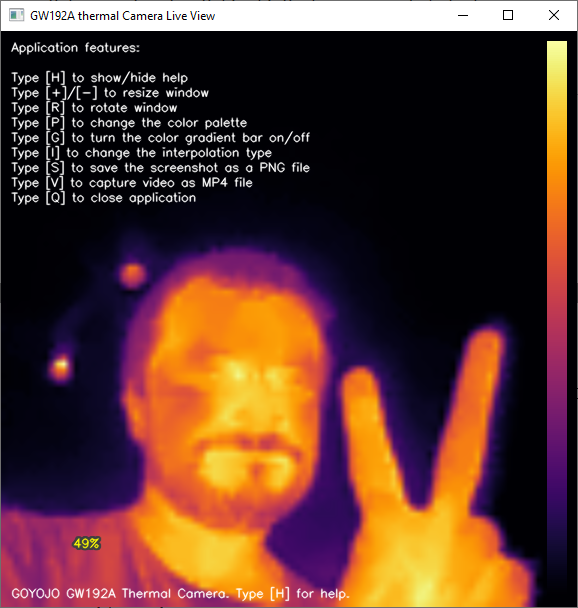 GW192A thermal Camera Live View
Application features:
Type [H] to show/hide help
Type [+]/[-] to resize window
Type [R] to rotate window
Type [P] to change the color palette
Type [G] to turn the color gradient bar on/off
Type [I] to change the interpolation type
Type [S] to save the screenshot as a PNG file
Type [V] to capture video as MP4 file
Type [Q] to close application
49%
GOYOJO GW192A Thermal Camera. Type [H] for help.